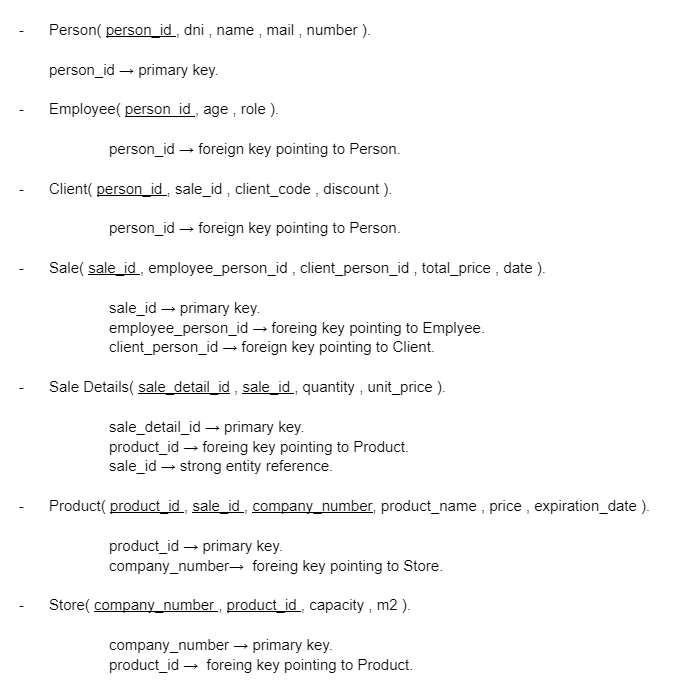 - Person( person_id , dni , name , mail , number ).
person_id → primary key.
- Employee( person_id , age , role ).
person_id → foreign key pointing to Person.
- Client( person_id , sale_id , client_code , discount ).
person_id → foreign key pointing to Person.
- Sale( sale_id , employee_person_id , client_person_id , total_price , date ).
sale_id → primary key.
employee_person_id → foreing key pointing to Emplyee.
client_person_id → foreign key pointing to Client.
- Sale Details( sale_detail_id , sale_id , quantity , unit_price ).
sale_detail_id → primary key.
product_id → foreing key pointing to Product.
sale_id → strong entity reference.
- Product( product_id , sale_id , company_number, product_name , price , expiration_date ).
product_id → primary key.
company_number→ foreing key pointing to Store.
- Store( company_number , product_id , capacity , m2 ).
company_number → primary key.
product_id → foreing key pointing to Product.